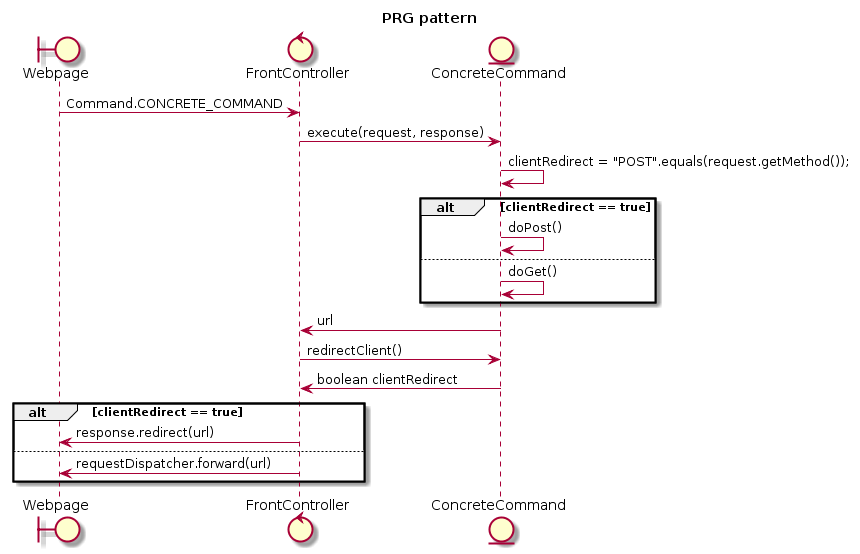 PRG pattern
Webpage FrontController ConcreteCommand
Command.CONCRETE_COMMAND
execute(request, response)
clientRedirect = "POST".equals(request.getMethod());
alt [clientRedirect == true]
doPost()
doGet()
url
redirectClient()
boolean clientRedirect
alt [clientRedirect == true]
response.redirect(url)
requestDispatcher.forward(url)
Webpage FrontController ConcreteCommand